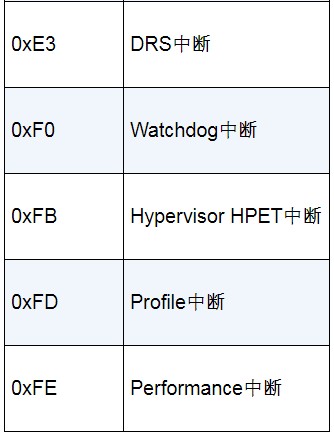 0xE3 DRS中断
0xF0 Watchdog中断
0xFB Hypervisor HPET中断
0xFD Profile中断
0xFE Performance中断